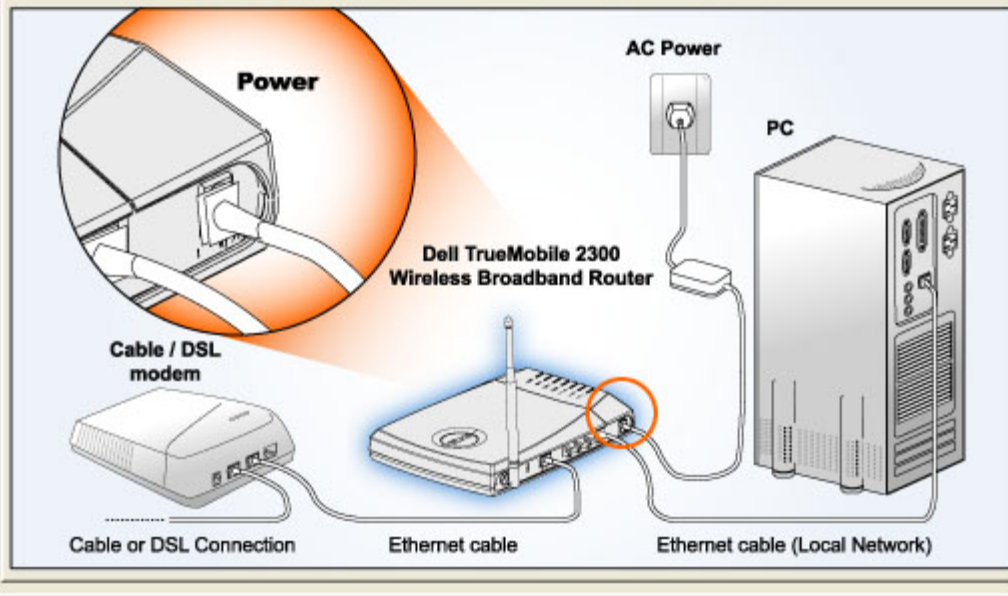 Power
AC Power
PC
Dell TrueMobile 2300
Wireless Broadband Router
Cable / DSL
modem
Cable or DSL Connection
Ethernet cable
Ethernet cable (Local Network)